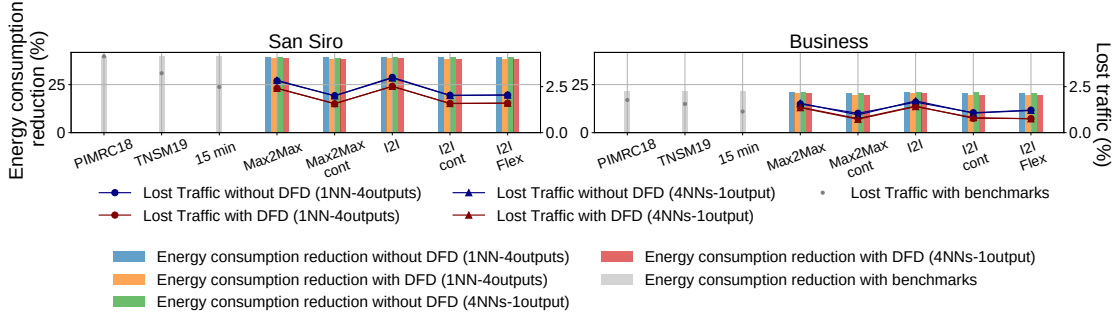 San Siro
Business
Energy consumption
reduction (%)
25
0
2.5
0.0
25
0
2.5
0.0
Lost traffic (%)
PIMRC18
TNSM19
15 min
Max2Max
Max2Max
cont
I2I
I2I
cont
I2I
Flex
PIMRC18
TNSM19
15 min
Max2Max
Max2Max
cont
I2I
I2I
cont
I2I
Flex
Lost Traffic without DFD (1NN-4outputs)
Lost Traffic without DFD (4NNs-1output)
Lost Traffic with benchmarks
Lost Traffic with DFD (1NN-4outputs)
Lost Traffic with DFD (4NNs-1output)
Energy consumption reduction without DFD (1NN-4outputs)
Energy consumption reduction with DFD (4NNs-1output)
Energy consumption reduction with DFD (1NN-4outputs)
Energy consumption reduction with benchmarks
Energy consumption reduction without DFD (4NNs-1output)